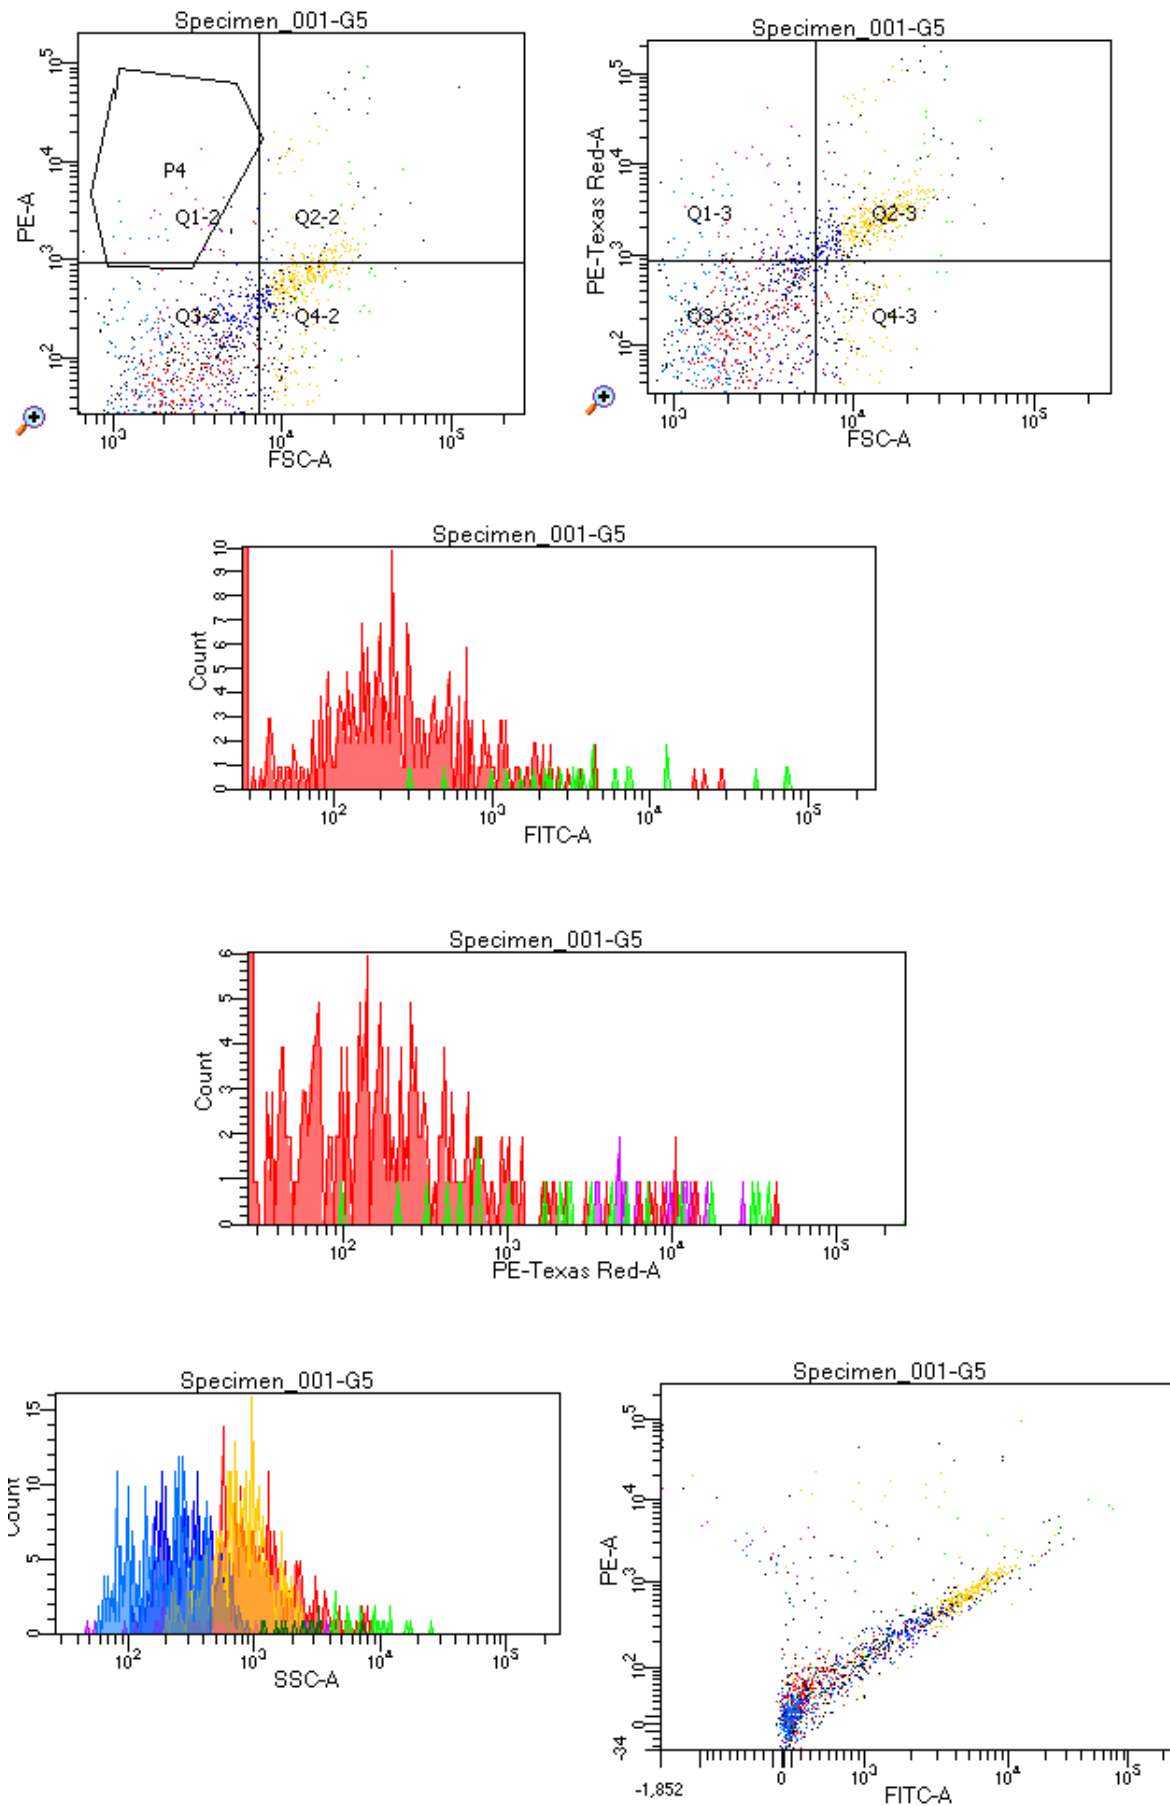 Specimen_001-G5
Specimen_001-G5
PE-A
10^5
10^4
10^3
10^2
P4
Q1-2
Q2-2
Q3-2
Q4-2
10^3
10^4
10^5
FSC-A
PE-Texas Red-A
10^5
10^4
10^3
10^2
Q1-3
Q2-3
Q3-3
Q4-3
10^3
10^4
10^5
FSC-A
Specimen_001-G5
Count
10
9
8
7
6
5
4
3
2
1
0
10^2
10^3
10^4
10^5
FITC-A
Specimen_001-G5
Count
6
5
4
3
2
1
0
10^2
10^3
10^4
10^5
PE-Texas Red-A
Specimen_001-G5
Specimen_001-G5
Count
15
10
5
0
10^2
10^3
10^4
10^5
SSC-A
PE-A
10^5
10^4
10^3
10^2
0
-34
-1,852
0
10^3
10^4
10^5
FITC-A